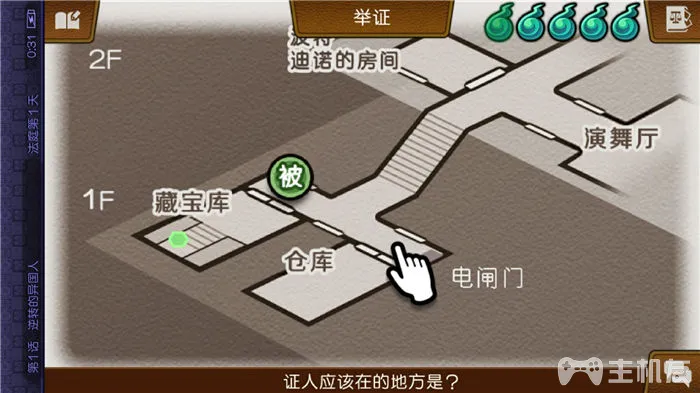 举证
0:31
法庭第1天
第1话 逆转的异国人
2F
迪诺的房间
演舞厅
1F
藏宝库
被
仓库
电闸门
证人应该在的地方是？
主机友